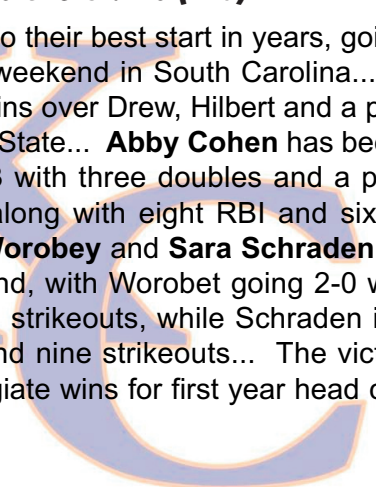 o their best start in years, goi
weekend in South Carolina...
ins over Drew, Hilbert and a p
State... Abby Cohen has bee
with three doubles and a p
along with eight RBI and six
Worobey and Sara Schraden
nd, with Worobet going 2-0 w
strikeouts, while Schraden i
nd nine strikeouts... The vict
giate wins for first year head c